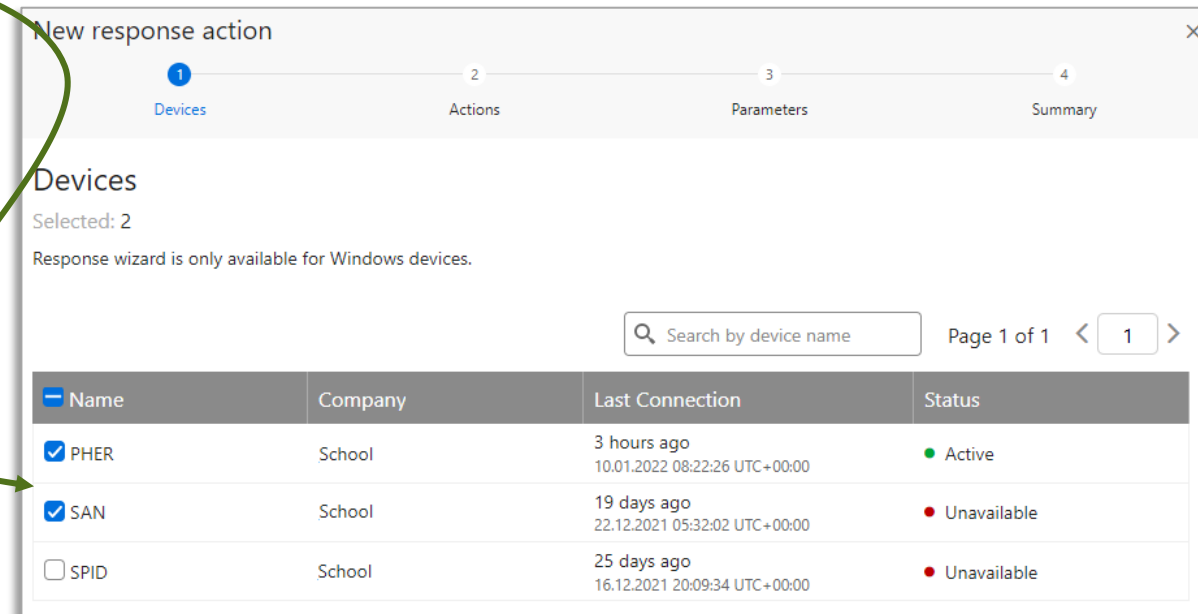 New response action
1 2 3 4
Devices Actions Parameters Summary
Devices
Selected: 2
Response wizard is only available for Windows devices.
Search by device name Page 1 of 1 < 1 >
Name Company Last Connection Status
PHER School 3 hours ago Active
10.01.2022 08:22:26 UTC+00:00
SAN School 19 days ago Unavailable
22.12.2021 05:32:02 UTC+00:00
SPID School 25 days ago Unavailable
16.12.2021 20:09:34 UTC+00:00